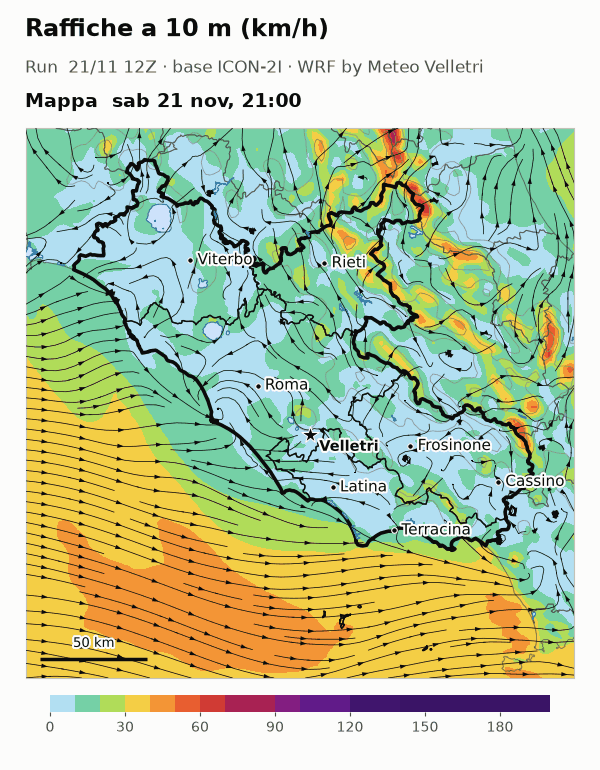 Raffiche a 10 m (km/h)
Run  21/11 12Z · base ICON-2I · WRF by Meteo Velletri
Mappa  sab 21 nov, 21:00
Viterbo
Rieti
Roma
Velletri
Frosinone
Latina
Cassino
Terracina
50 km
0 30 60 90 120 150 180